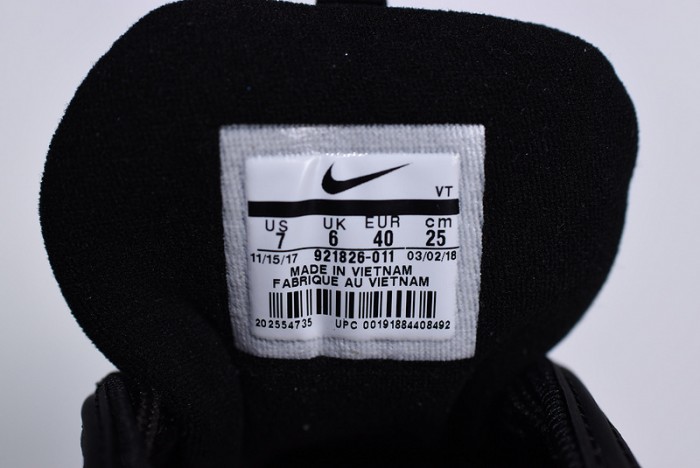 VT
US UK EUR cm
7 6 40 25
11/15/17 921826-011 03/02/18
MADE IN VIETNAM
FABRIQUE AU VIETNAM
202554735 UPC 00191884408492